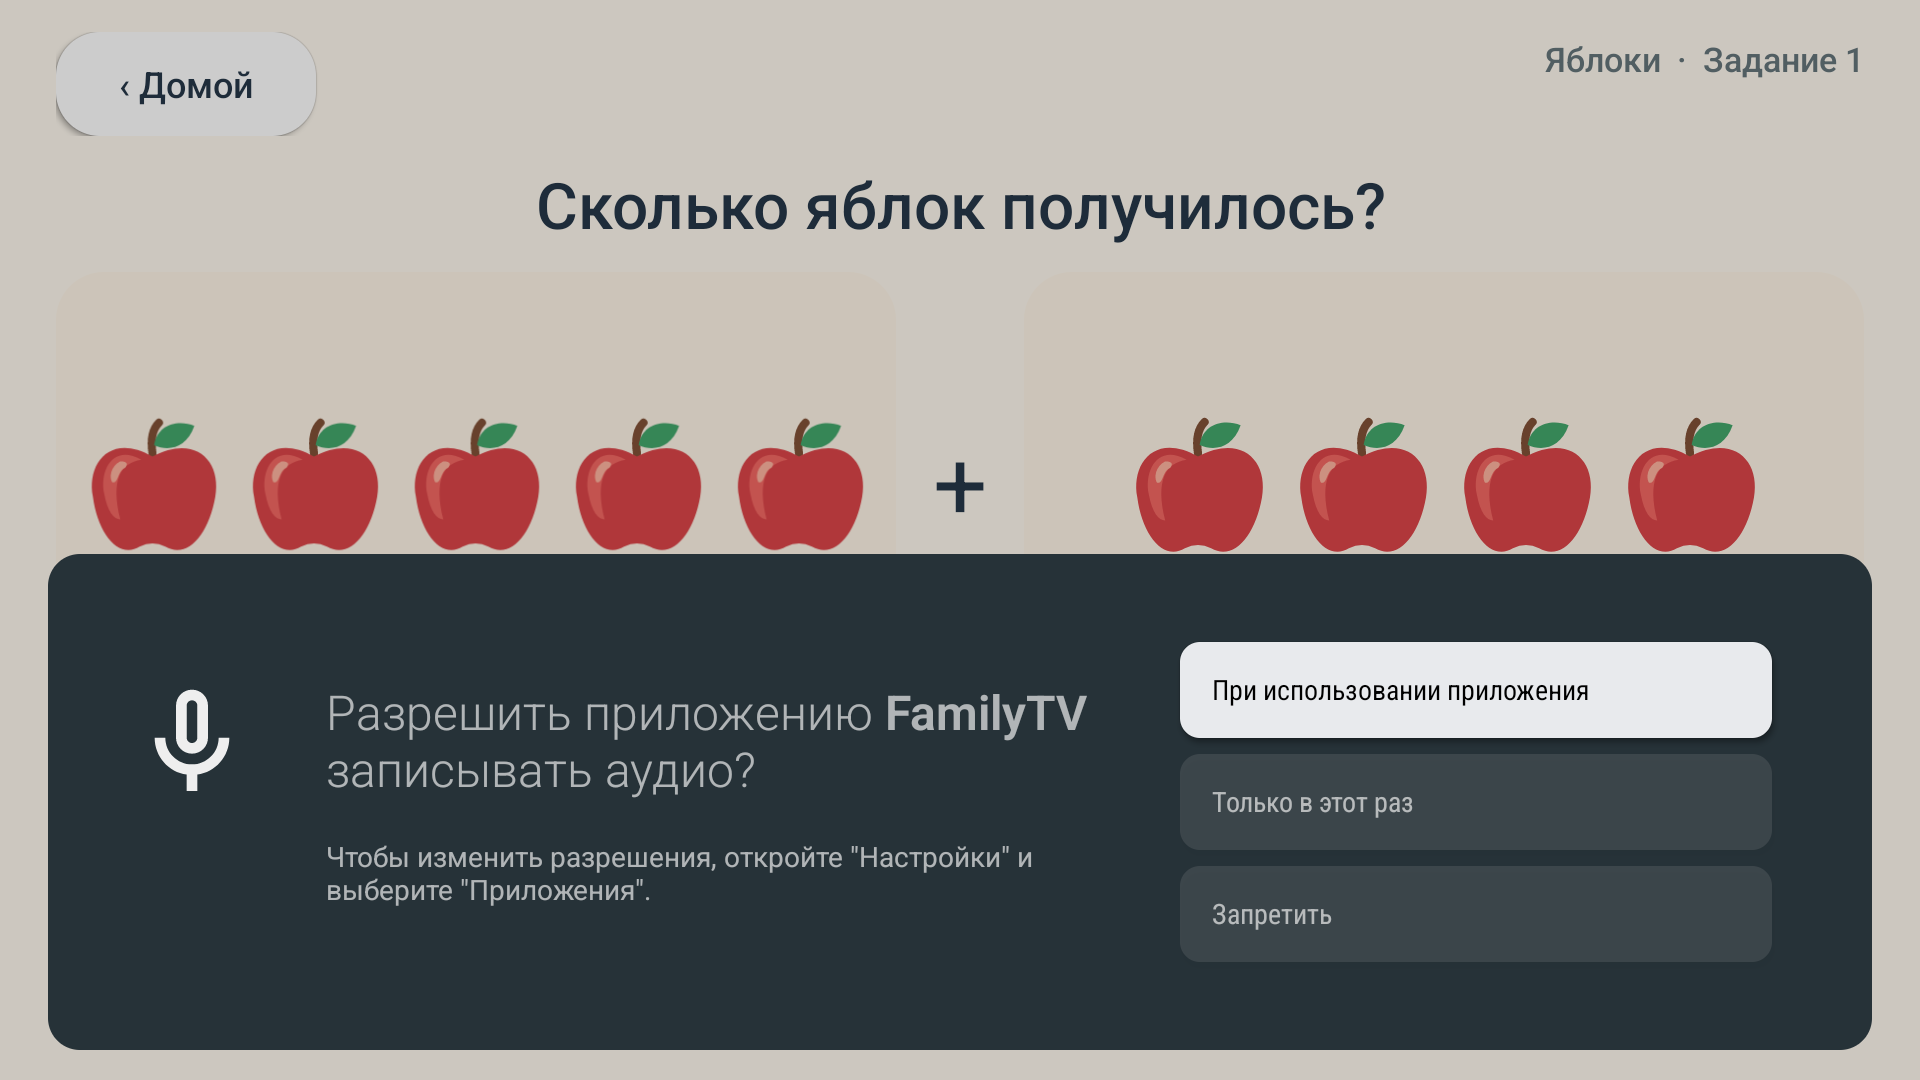 ‹ Домой
Яблоки · Задание 1
Сколько яблок получилось?
+
Разрешить приложению FamilyTV
записывать аудио?
Чтобы изменить разрешения, откройте "Настройки" и
выберите "Приложения".
При использовании приложения
Только в этот раз
Запретить